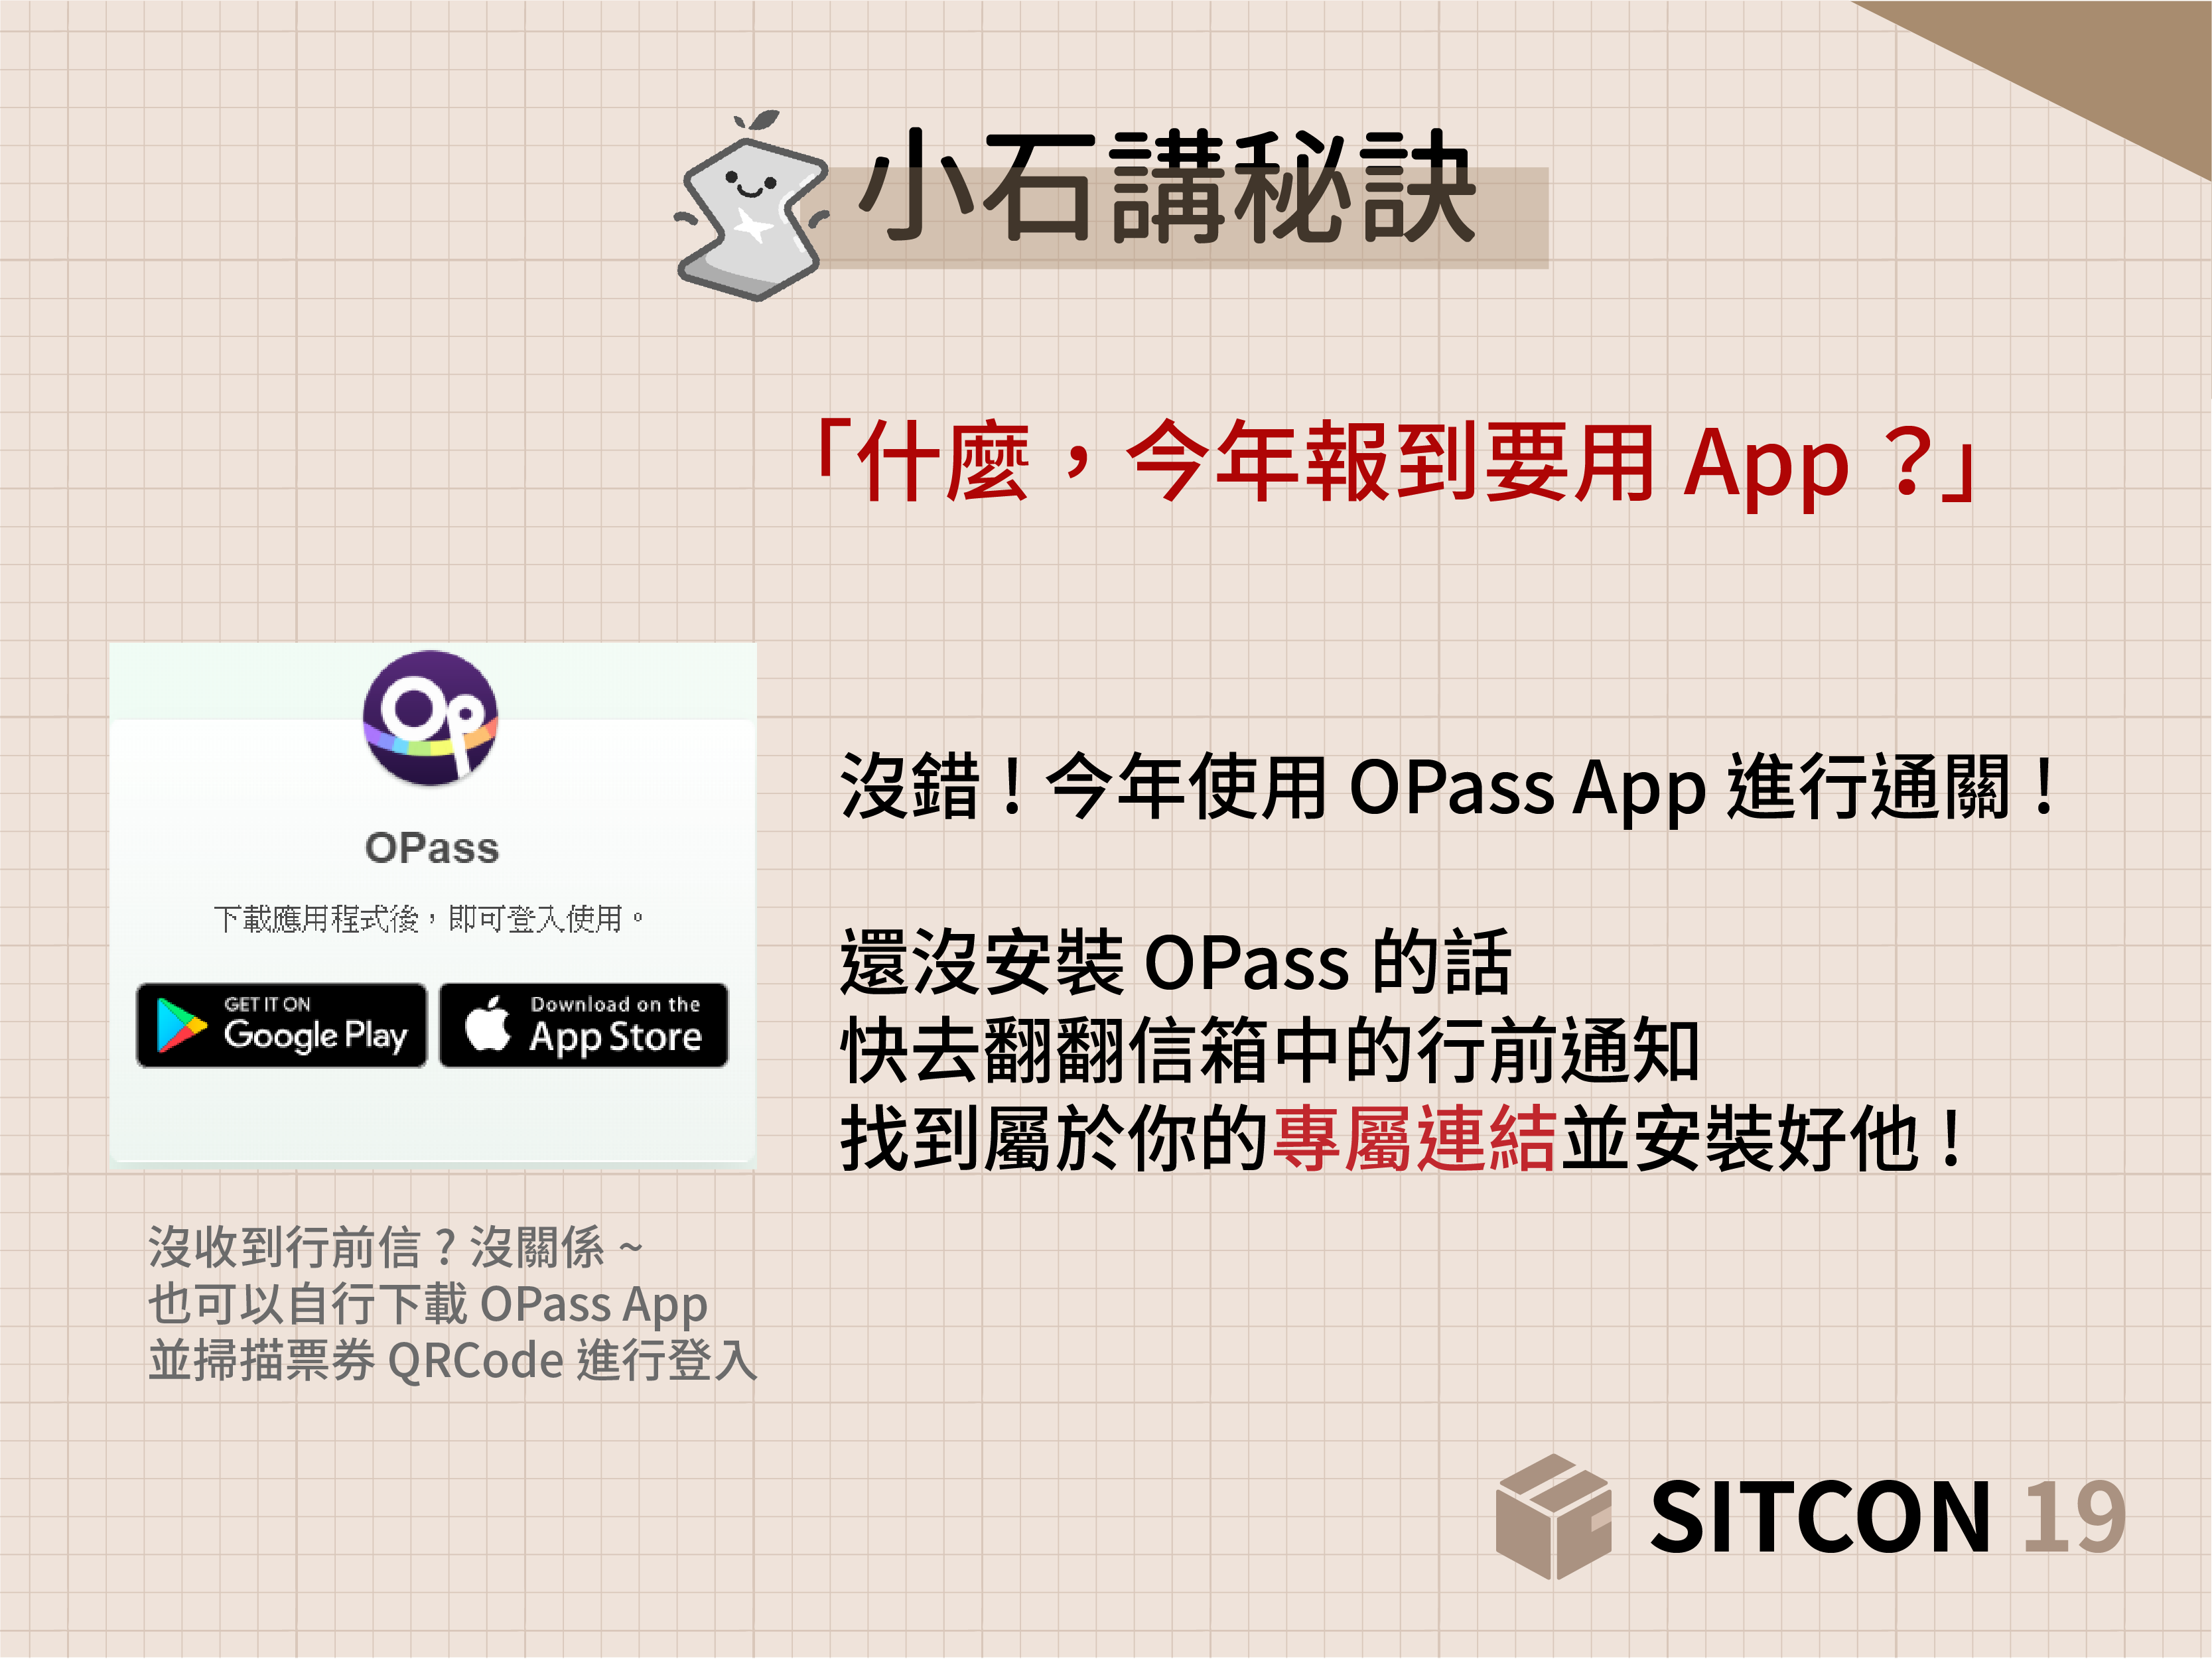 小石講秘訣
「什麼，今年報到要用 App？」
Op
OPass
下載應用程式後，即可登入使用。
GET IT ON
Google Play
Download on the
App Store
沒錯！今年使用 OPass App 進行通關！
還沒安裝 OPass 的話
快去翻翻信箱中的行前通知
找到屬於你的專屬連結並安裝好他！
沒收到行前信？沒關係 ~
也可以自行下載 OPass App
並掃描票券 QRCode 進行登入
SITCON 19